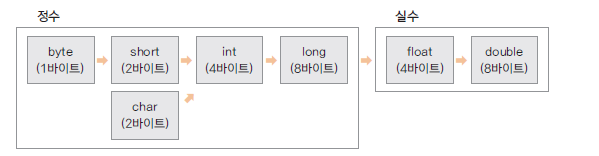 정수
실수
byte
(1바이트)
short
(2바이트)
int
(4바이트)
long
(8바이트)
float
(4바이트)
double
(8바이트)
char
(2바이트)